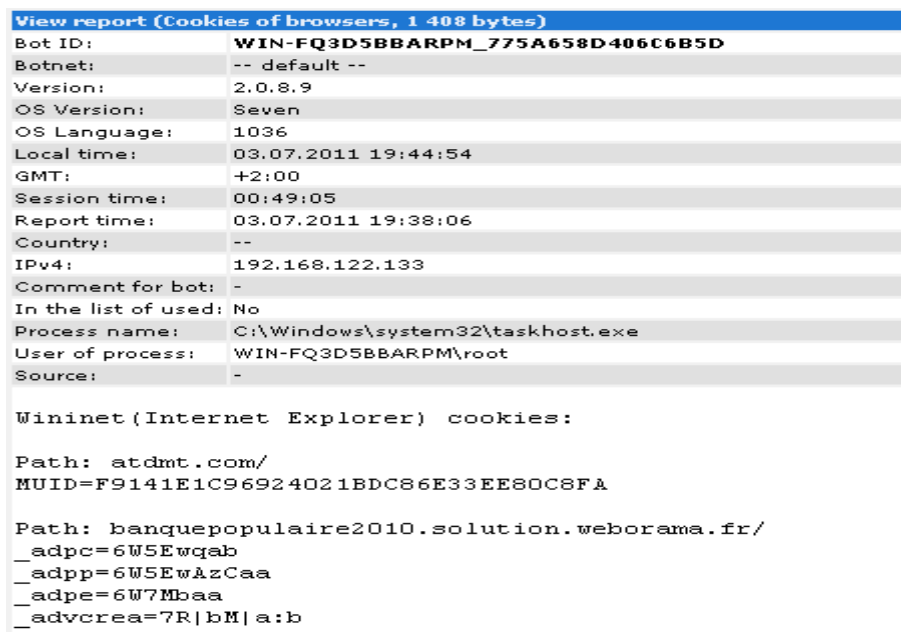 View report (Cookies of browsers, 1 408 bytes)
Bot ID: WIN-FQ3D5BBARPM_775A658D406C6B5D
Botnet: -- default --
Version: 2.0.8.9
OS Version: Seven
OS Language: 1036
Local time: 03.07.2011 19:44:54
GMT: +2:00
Session time: 00:49:05
Report time: 03.07.2011 19:38:06
Country: --
IPv4: 192.168.122.133
Comment for bot: -
In the list of used: No
Process name: C:\Windows\system32\taskhost.exe
User of process: WIN-FQ3D5BBARPM\root
Source: -
Wininet(Internet Explorer) cookies:
Path: atdmt.com/
MUID=F9141E1C96924021BDC86E33EE80C8FA
Path: banquepopulaire2010.solution.weborama.fr/
_adpc=6W5Ewqab
_adpp=6W5EwAzCaa
_adpe=6W7Mbaa
_advcrea=7R|bM|a:b